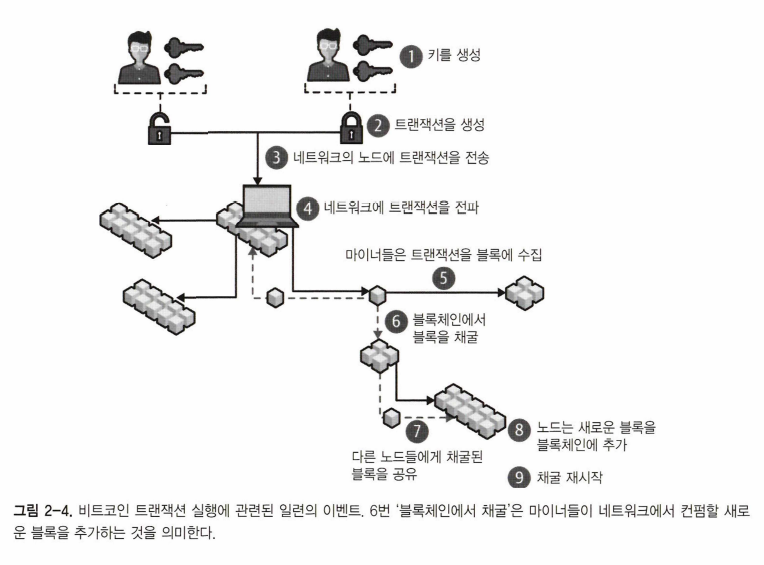 1 키를 생성
2 트랜잭션을 생성
3 네트워크의 노드에 트랜잭션을 전송
4 네트워크에 트랜잭션을 전파
마이너들은 트랜잭션을 블록에 수집
5
6 블록체인에서
블록을 채굴
7
다른 노드들에게 채굴된
블록을 공유
8 노드는 새로운 블록을
블록체인에 추가
9 채굴 재시작
그림 2-4. 비트코인 트랜잭션 실행에 관련된 일련의 이벤트. 6번 '블록체인에서 채굴'은 마이너들이 네트워크에서 컨펌할 새로
운 블록을 추가하는 것을 의미한다.